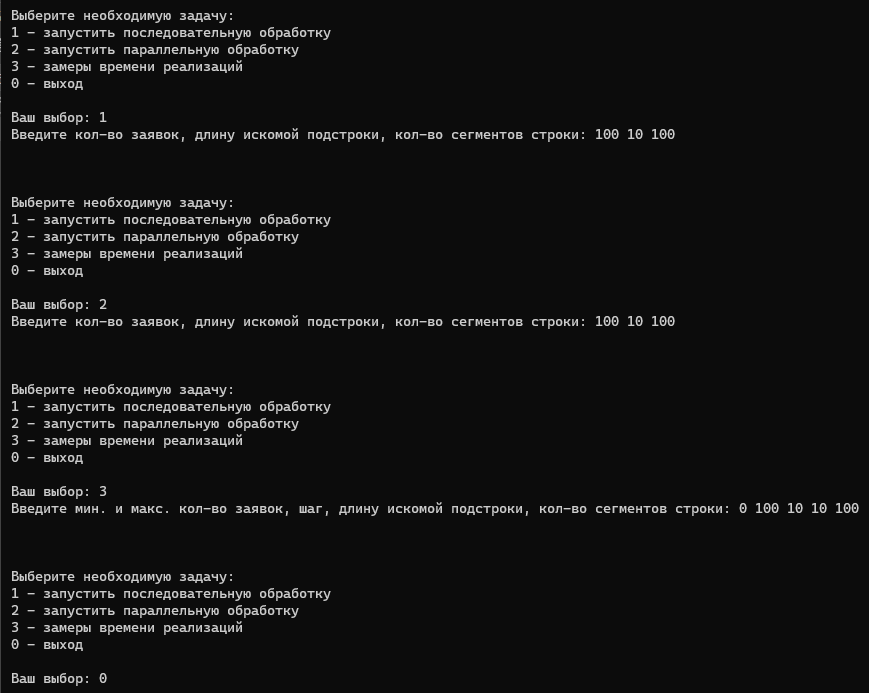 Выберите необходимую задачу:
1 – запустить последовательную обработку
2 – запустить параллельную обработку
3 – замеры времени реализаций
0 – выход
Ваш выбор: 1
Введите кол-во заявок, длину искомой подстроки, кол-во сегментов строки: 100 10 100
Выберите необходимую задачу:
1 – запустить последовательную обработку
2 – запустить параллельную обработку
3 – замеры времени реализаций
0 – выход
Ваш выбор: 2
Введите кол-во заявок, длину искомой подстроки, кол-во сегментов строки: 100 10 100
Выберите необходимую задачу:
1 – запустить последовательную обработку
2 – запустить параллельную обработку
3 – замеры времени реализаций
0 – выход
Ваш выбор: 3
Введите мин. и макс. кол-во заявок, шаг, длину искомой подстроки, кол-во сегментов строки: 0 100 10 10 100
Выберите необходимую задачу:
1 – запустить последовательную обработку
2 – запустить параллельную обработку
3 – замеры времени реализаций
0 – выход
Ваш выбор: 0